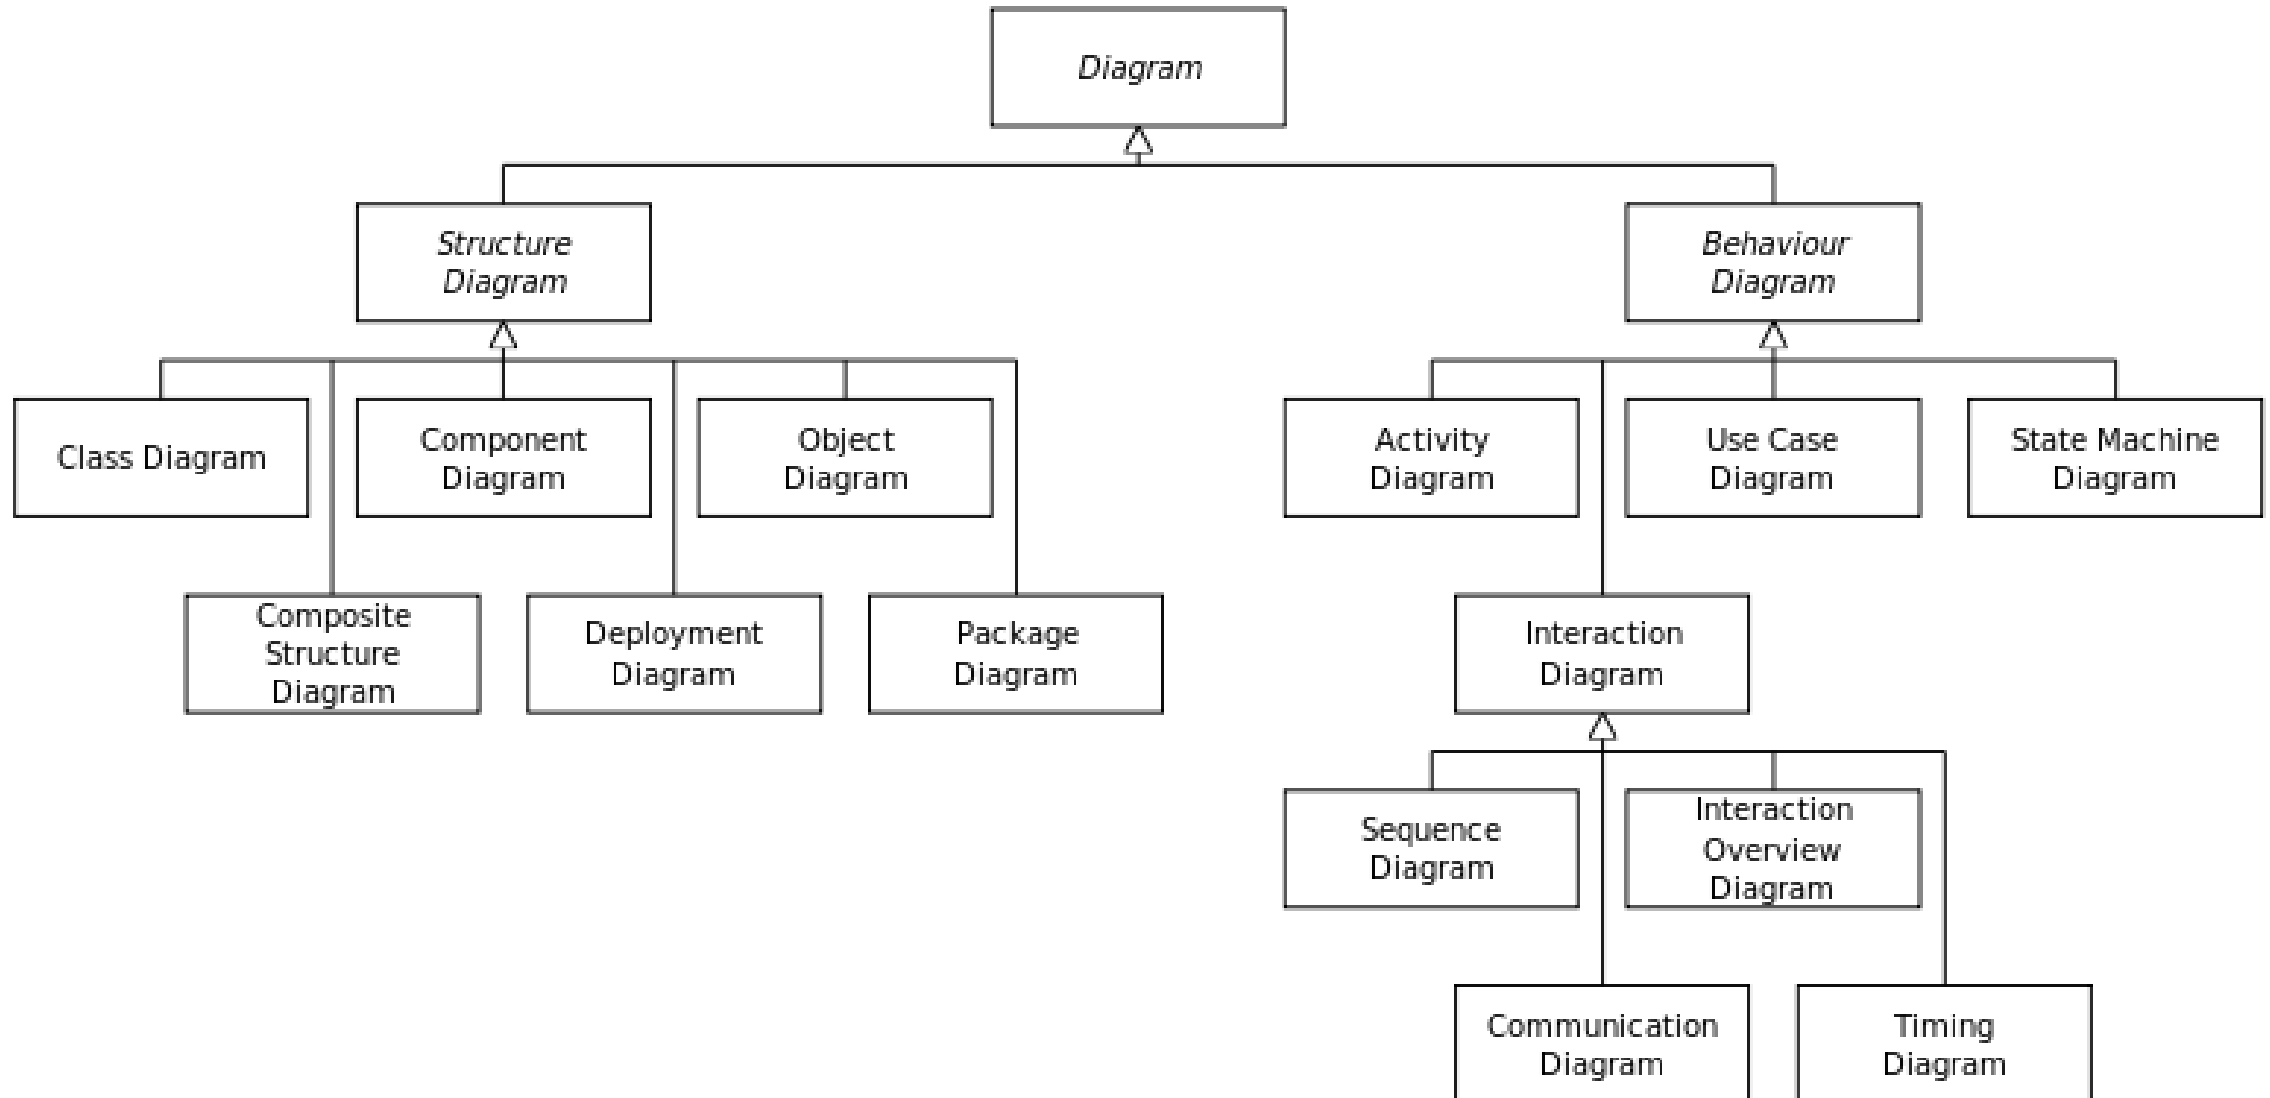 Diagram
Structure
Diagram
Behaviour
Diagram
Class Diagram
Component
Diagram
Object
Diagram
Activity
Diagram
Use Case
Diagram
State Machine
Diagram
Composite
Structure
Diagram
Deployment
Diagram
Package
Diagram
Interaction
Diagram
Sequence
Diagram
Interaction
Overview
Diagram
Communication
Diagram
Timing
Diagram